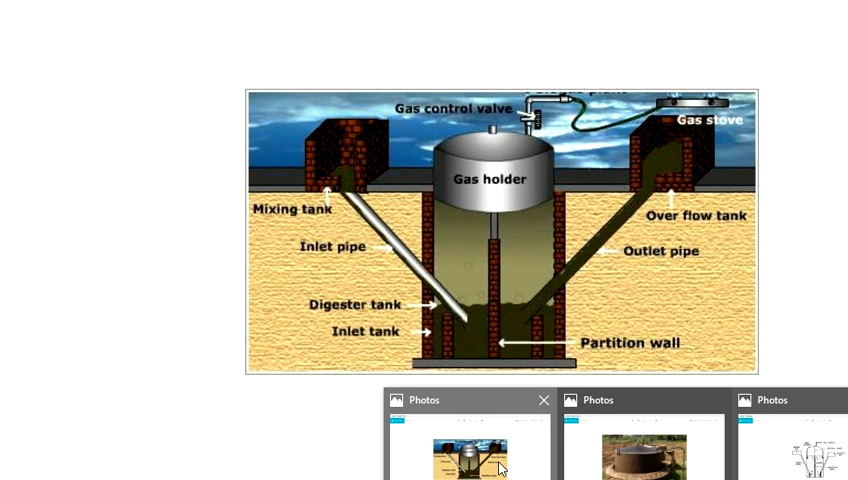 Gas control valve
Gas stove
Gas holder
Mixing tank
Over flow tank
Inlet pipe
Outlet pipe
Digester tank
Inlet tank
Partition wall
Photos
Photos
Photos